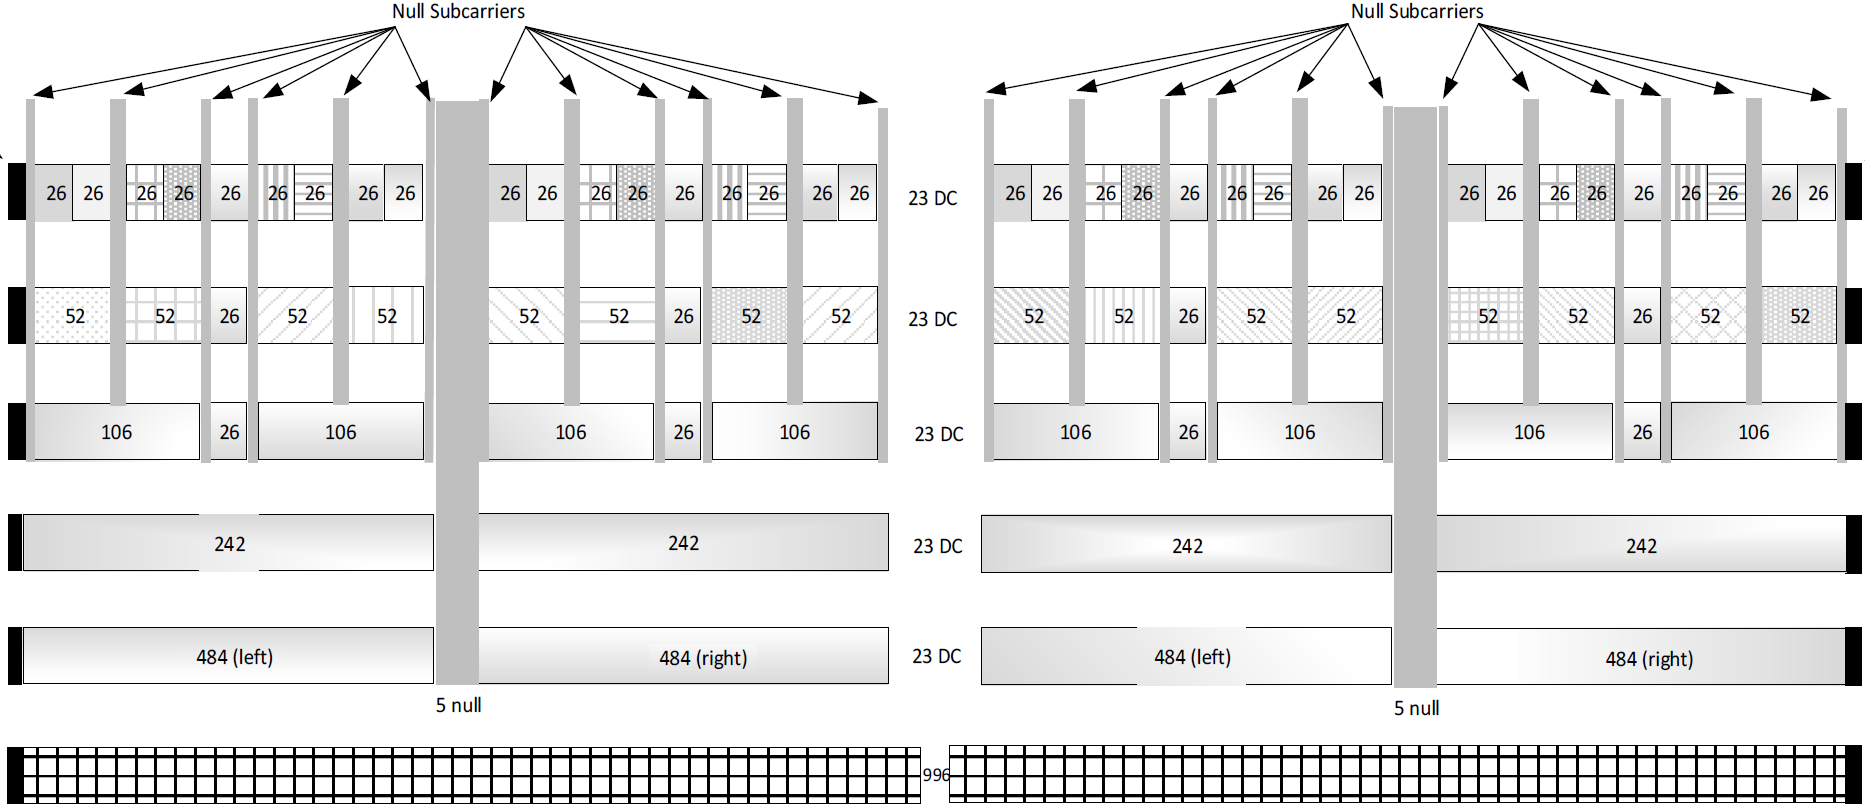 Null Subcarriers Null Subcarriers
26 26 26 26 26 26 26 26 26 26 26 26 26 26 26 26 26 26 23 DC 26 26 26 26 26 26 26 26 26 26 26 26 26 26 26 26 26 26
52 52 26 52 52 52 52 26 52 52 23 DC 52 52 26 52 52 52 52 26 52 52
106 26 106 106 26 106 23 DC 106 26 106 106 26 106
242 242 23 DC 242 242
484 (left) 484 (right) 23 DC 484 (left) 484 (right)
5 null 5 null
996